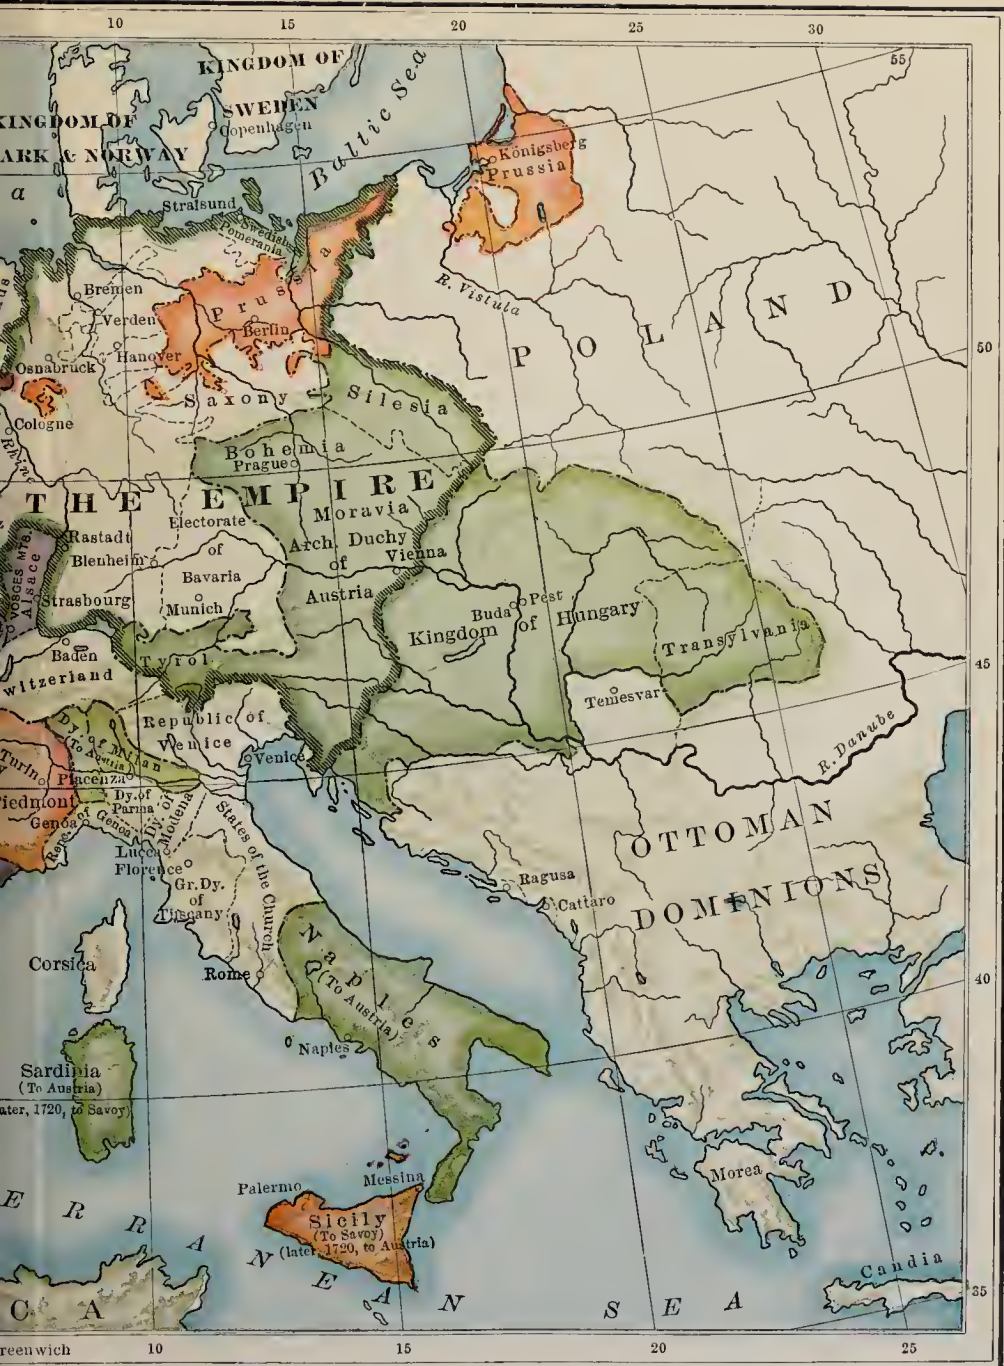 10 15 20 25 30
KINGDOM OF
SWEDEN
55
KINGDOM OF
ARK & NORWAY
Copenhagen
Baltic Sea
a
Königsberg
Prussia
Stralsund
Swedish
Pomerania
R. Vistula
Bremen
Verden
Prussia
Berlin
Hanover
Osnabrück
POLAND
50
Cologne
Rhine
Saxony
Silesia
Bohemia
Prague
THE EMPIRE
Moravia
Electorate
of
Bavaria
Munich
Rastadt
Blenheim
VOSGES MTS.
Alsace
Strasbourg
Arch Duchy
of
Austria
Vienna
Buda
Pest
Kingdom of Hungary
Transylvania
Baden
witzerland
Tyrol
45
Temesvar
R. Danube
Republic of
Venice
Venice
Dy. of Milan
(To Austria)
Turin
Piedmont
Placenza
Dy. of
Parma
Dy. of
Modena
Genoa
Rep. of Genoa
Lucca
Florence
Gr. Dy.
of
Tuscany
States of the Church
OTTOMAN
DOMINIONS
Ragusa
Cattaro
Corsica
Rome
Naples
(To Austria)
Naples
40
Sardinia
(To Austria)
ater, 1720, to Savoy)
Palermo
Messina
Sicily
(To Savoy)
(later, 1720, to Austria)
Morea
Candia
ERRANEAN SEA
CA
35
reenwich 10 15 20 25